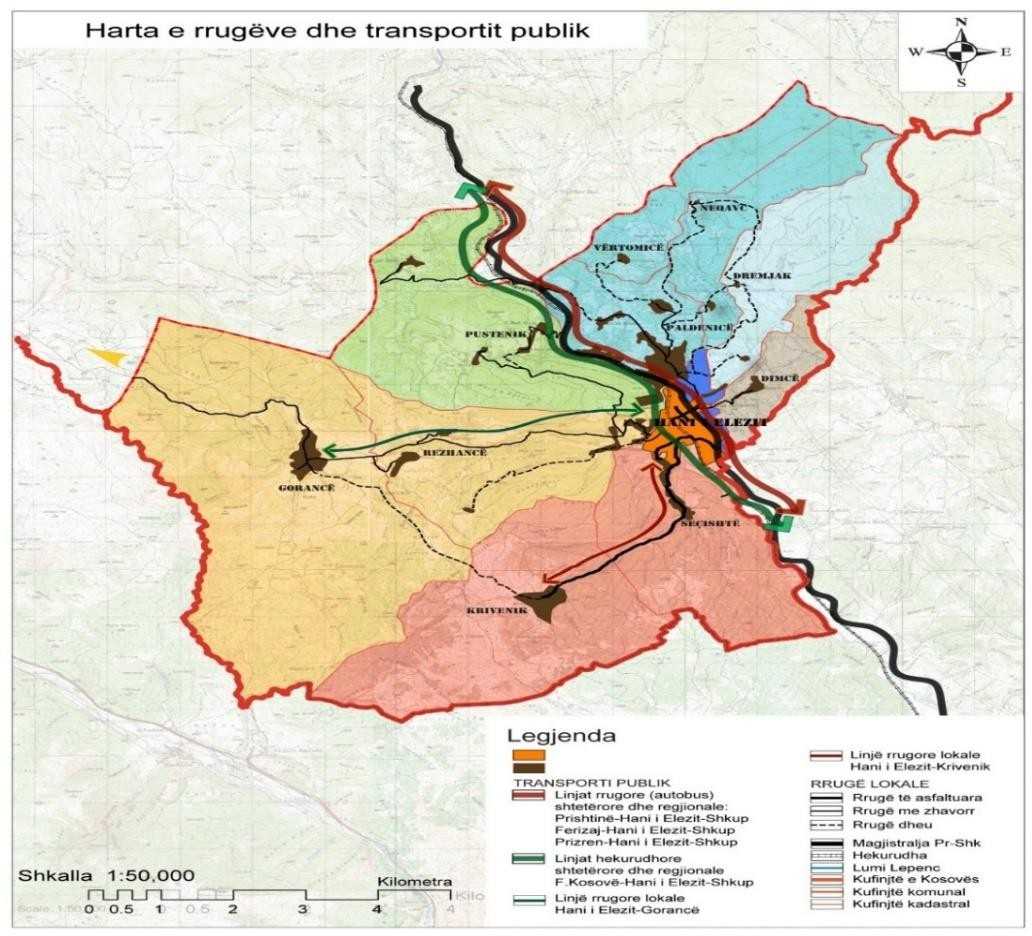 Harta e rrugëve dhe transportit publik
N
W E
S
NEQAVC
VËRTOMICË
DREMJAK
PALDENICË
PUSTENIK
DIMCË
HANI I ELEZIT
REZHANCË
GORANCË
SEÇISHTË
KRIVENIK
Legjenda
TRANSPORTI PUBLIK
Linjat rrugore (autobus)
shtetërore dhe regjionale:
Prishtinë-Hani i Elezit-Shkup
Ferizaj-Hani i Elezit-Shkup
Prizren-Hani i Elezit-Shkup
Linjat hekurudhore
shtetërore dhe regjionale
F.Kosovë-Hani i Elezit-Shkup
Linjë rrugore lokale
Hani i Elezit-Gorancë
Linjë rrugore lokale
Hani i Elezit-Krivenik
RRUGË LOKALE
Rrugë të asfaltuara
Rrugë me zhavorr
Rrugë dheu
Magjistralja Pr-Shk
Hekurudha
Lumi Lepenc
Kufinjtë e Kosovës
Kufinjtë komunal
Kufinjtë kadastral
Shkalla 1:50,000
Kilometra
0 0.5 1 2 3 4